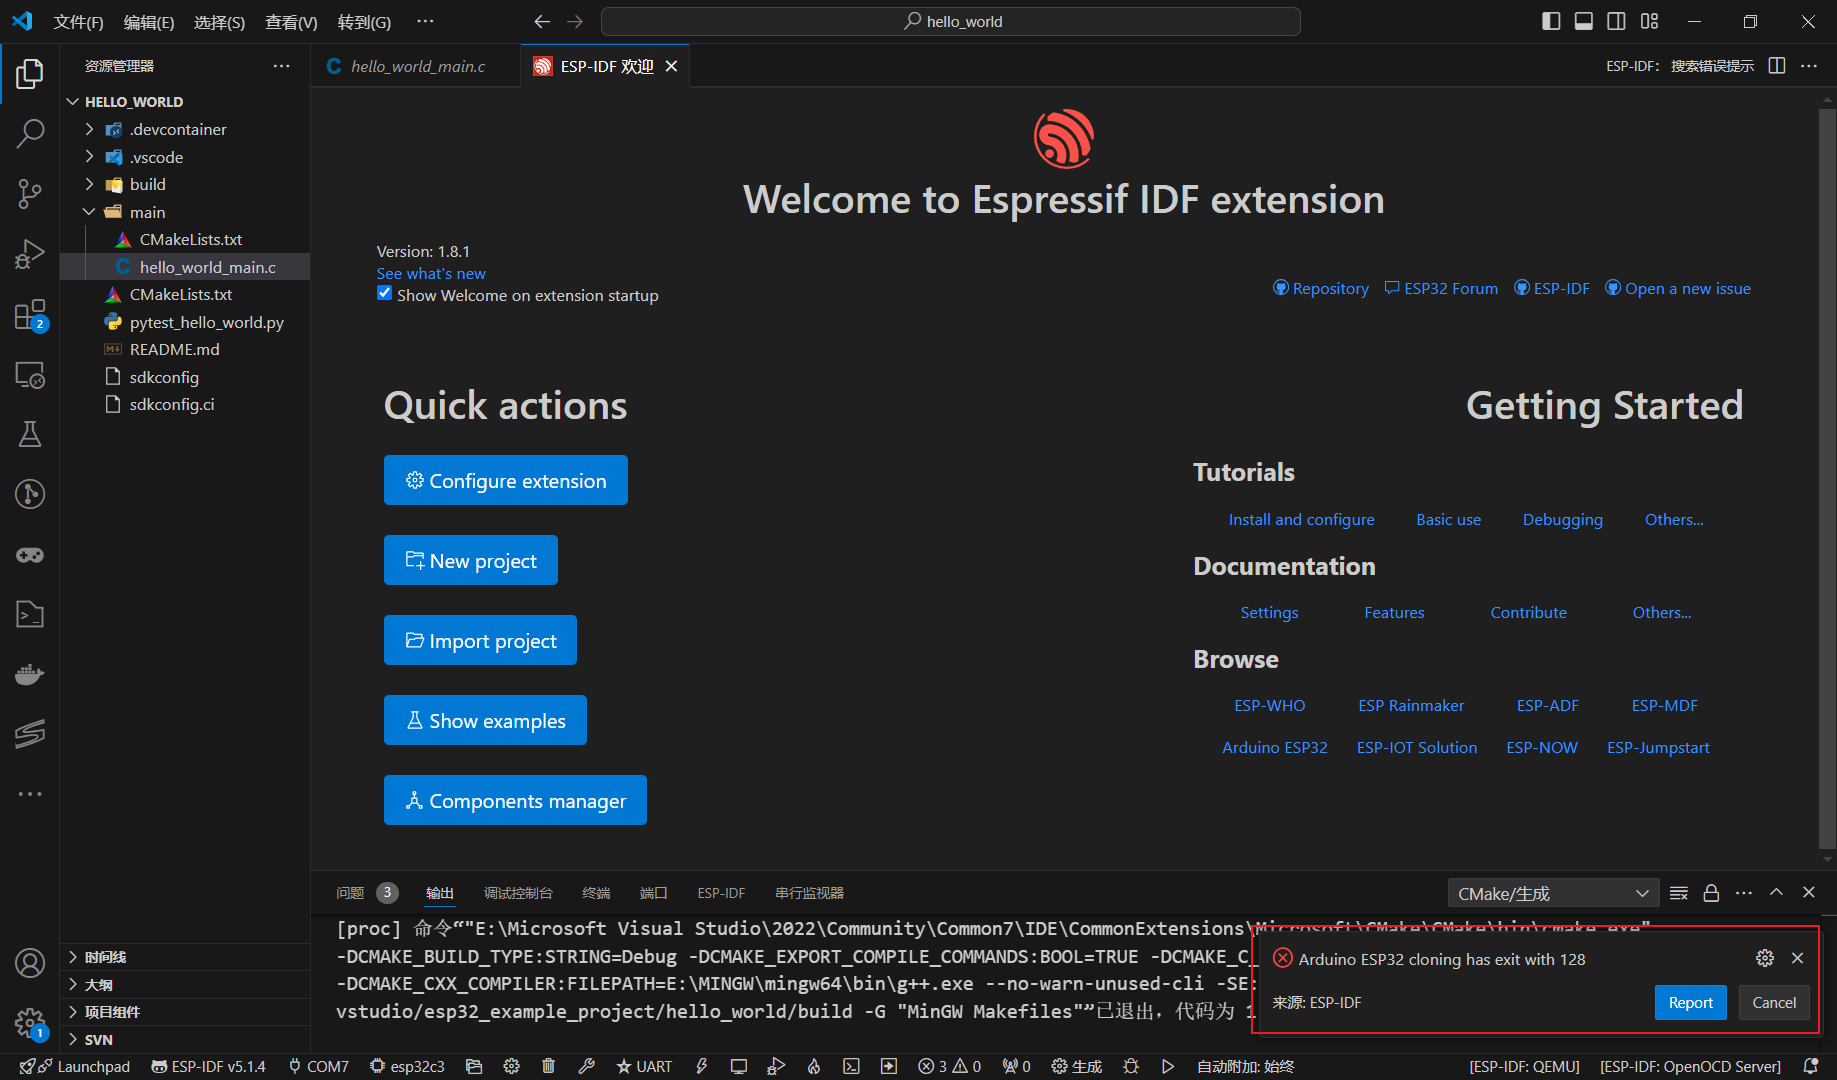 文件(F) 编辑(E) 选择(S) 查看(V) 转到(G) ··· hello_world
资源管理器 ···
hello_world_main.c ESP-IDF 欢迎 ESP-IDF: 搜索错误提示 ···
HELLO_WORLD
.devcontainer
.vscode
build
main
CMakeLists.txt
hello_world_main.c
CMakeLists.txt
pytest_hello_world.py
README.md
sdkconfig
sdkconfig.ci
2
Welcome to Espressif IDF extension
Version: 1.8.1
See what's new
Show Welcome on extension startup
Repository ESP32 Forum ESP-IDF Open a new issue
Quick actions
Configure extension
New project
Import project
Show examples
Components manager
Getting Started
Tutorials
Install and configure Basic use Debugging Others...
Documentation
Settings Features Contribute Others...
Browse
ESP-WHO ESP Rainmaker ESP-ADF ESP-MDF
Arduino ESP32 ESP-IOT Solution ESP-NOW ESP-Jumpstart
问题 3 输出 调试控制台 终端 端口 ESP-IDF 串行监视器 CMake/生成 ···
[proc] 命令“"E:\Microsoft Visual Studio\2022\Community\Common7\IDE\CommonExtensions\Microsoft\CMake\CMake\bin\cmake.exe"
-DCMAKE_BUILD_TYPE:STRING=Debug -DCMAKE_EXPORT_COMPILE_COMMANDS:BOOL=TRUE -DCMAKE_C_
-DCMAKE_CXX_COMPILER:FILEPATH=E:\MINGW\mingw64\bin\g++.exe --no-warn-unused-cli -SE:
vstudio/esp32_example_project/hello_world/build -G "MinGW Makefiles"”已退出，代码为 1
Arduino ESP32 cloning has exit with 128
来源: ESP-IDF
Report Cancel
时间线
大纲
项目组件
SVN
1
Launchpad ESP-IDF v5.1.4 COM7 esp32c3 UART 3 0 0 生成 自动附加: 始终 [ESP-IDF: QEMU] [ESP-IDF: OpenOCD Server]